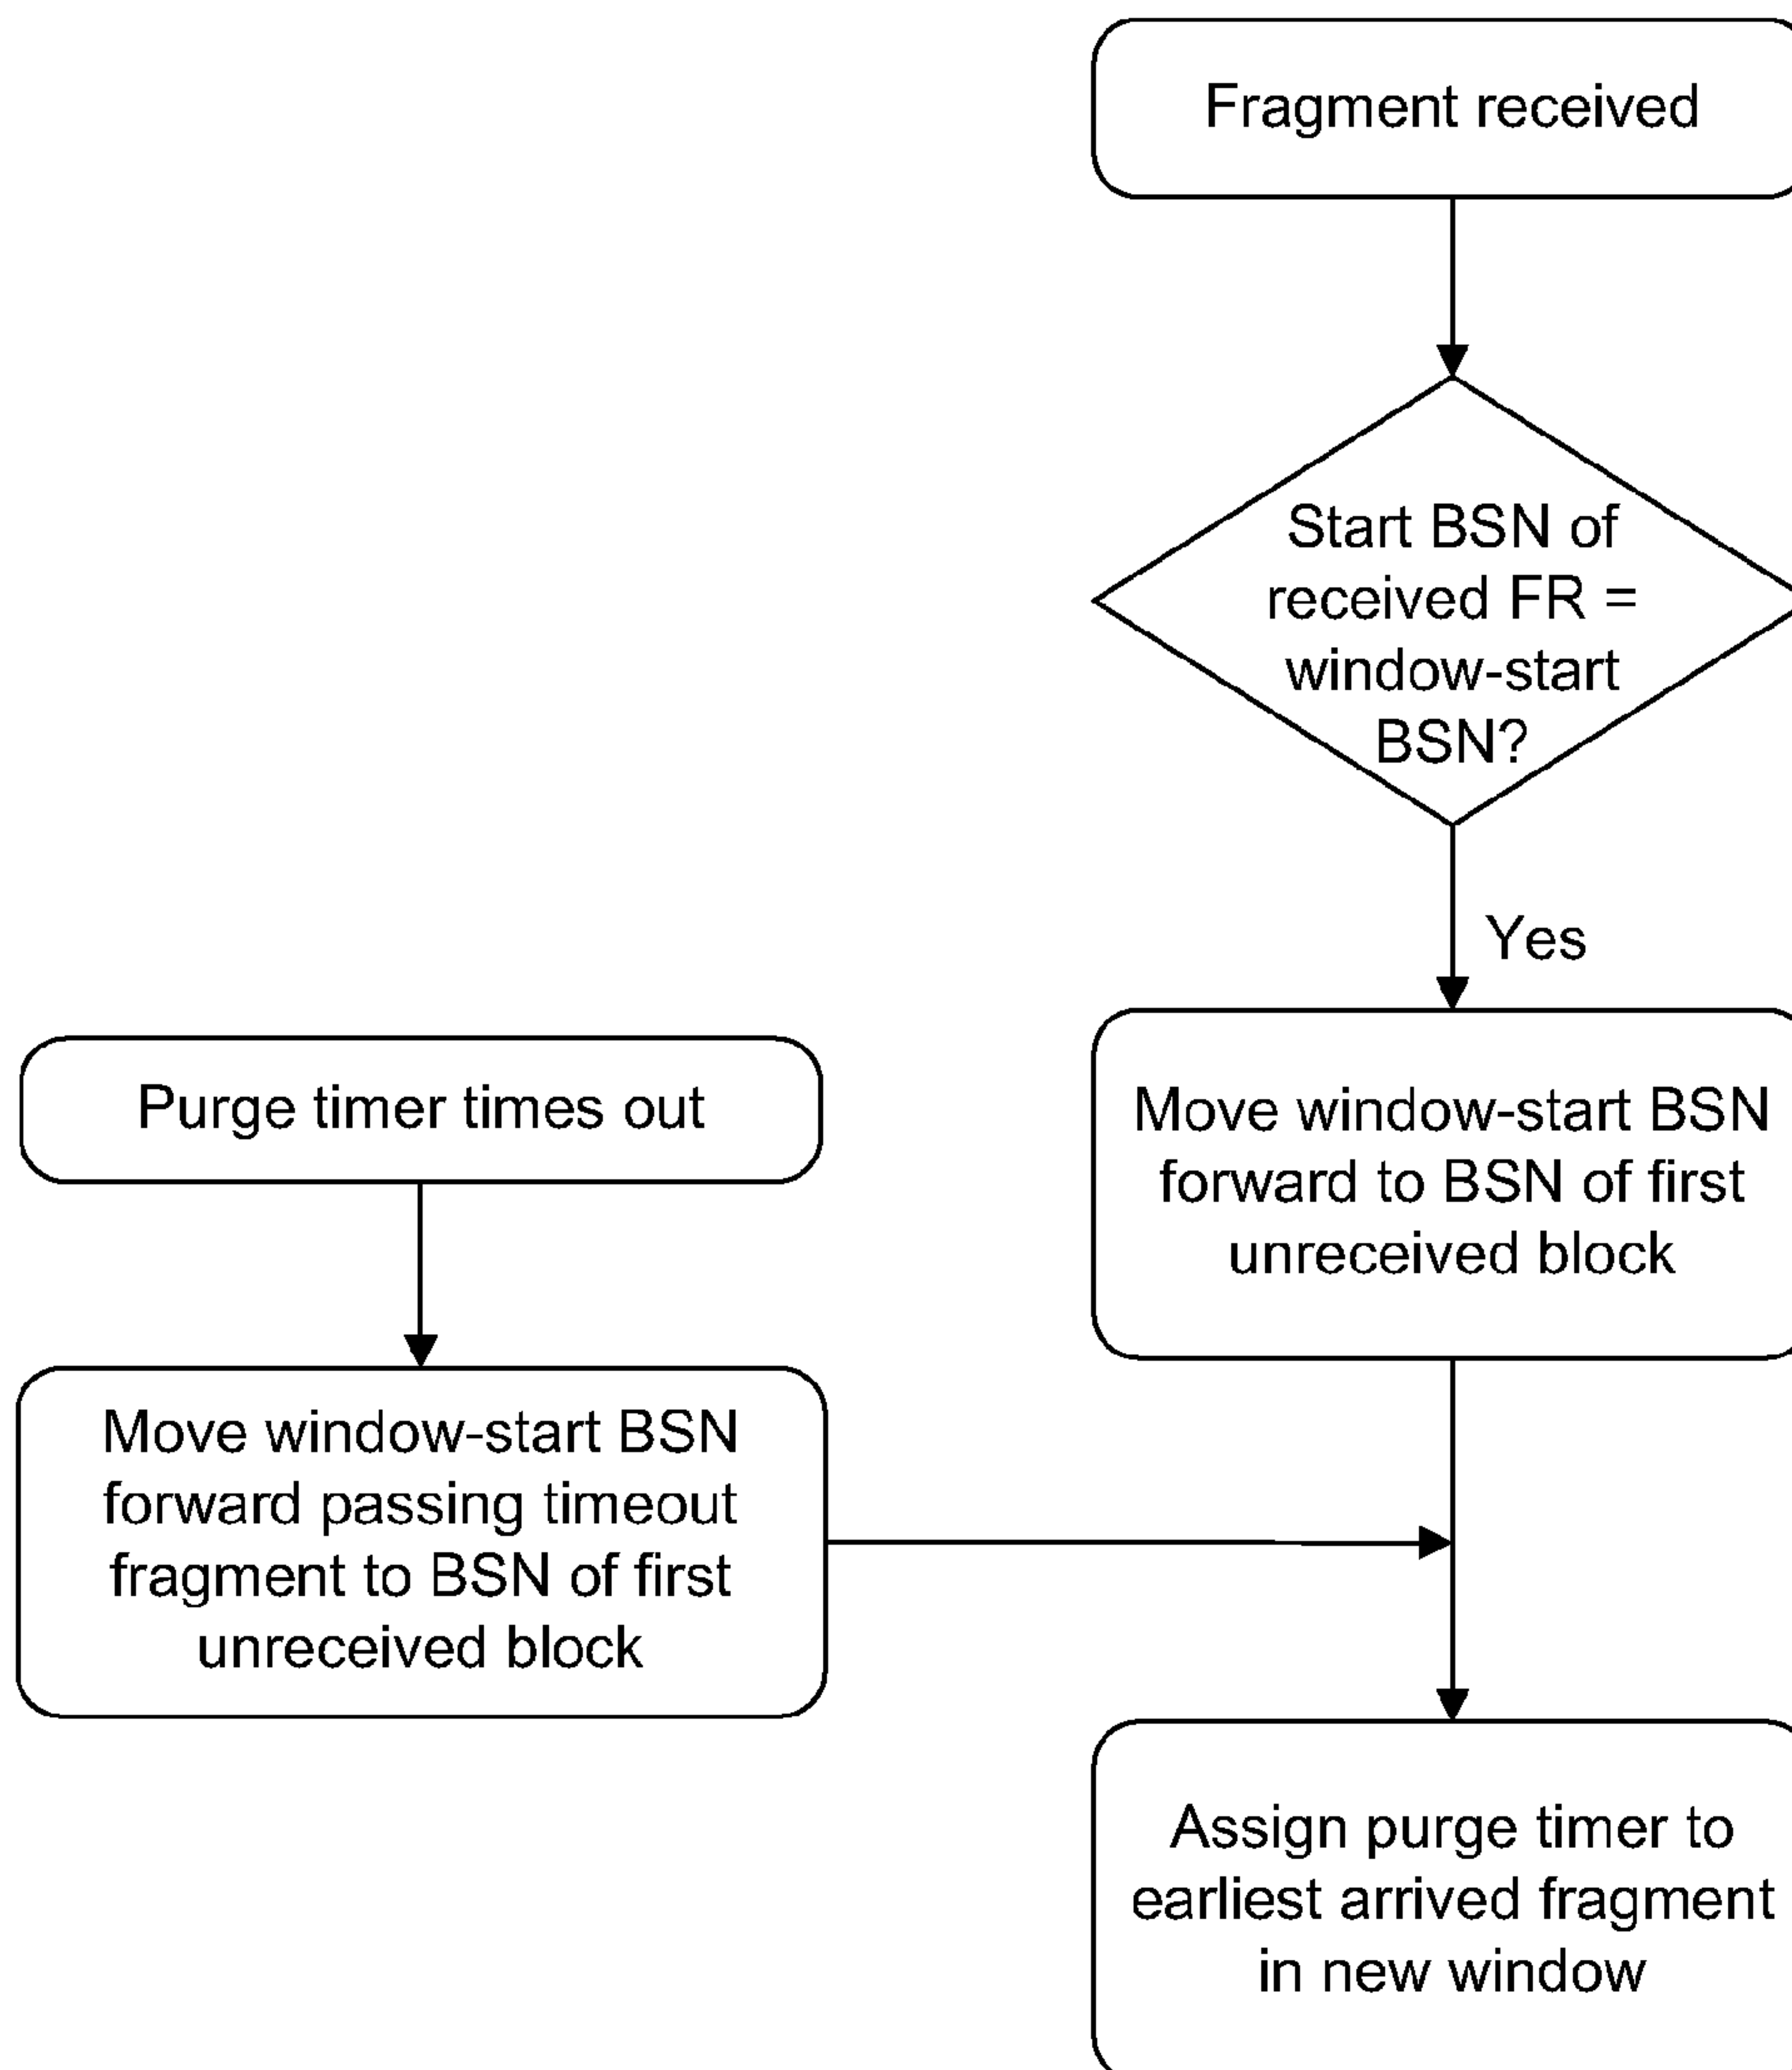 Fragment received
Start BSN of
received FR =
window-start
BSN?
Yes
Purge timer times out
Move window-start BSN
forward to BSN of first
unreceived block
Move window-start BSN
forward passing timeout
fragment to BSN of first
unreceived block
Assign purge timer to
earliest arrived fragment
in new window